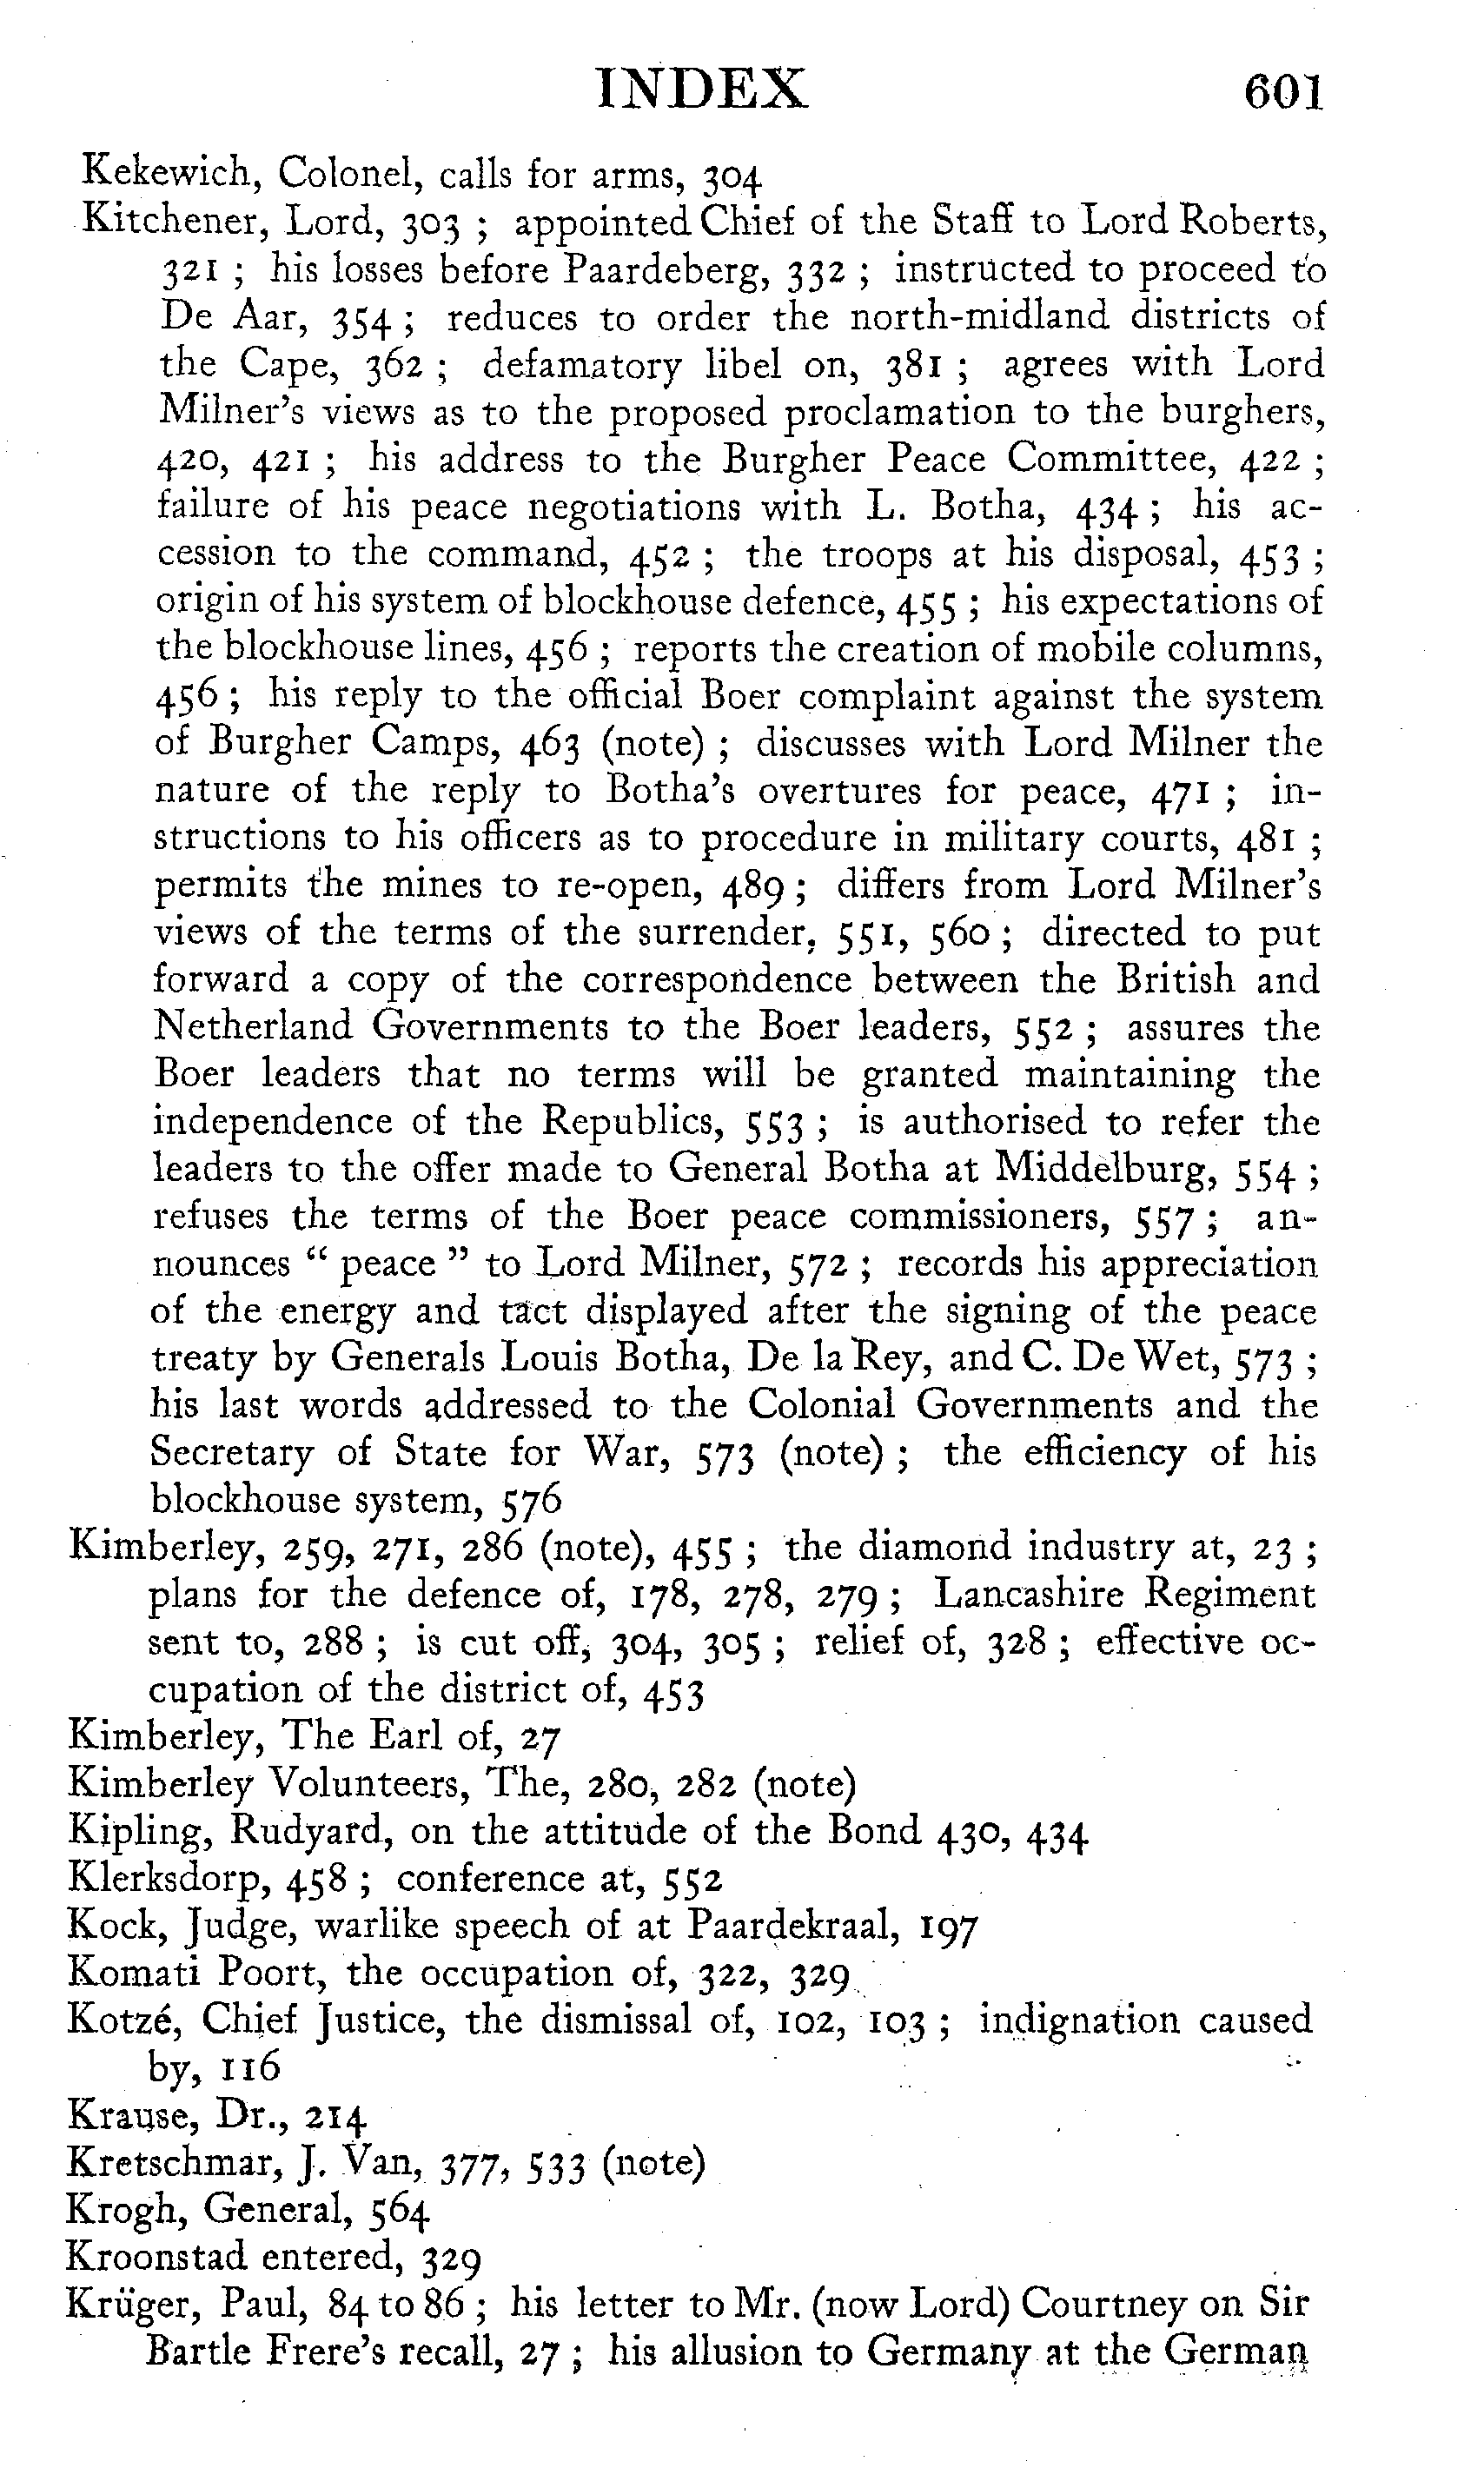 INDEX 601
Kekewich, Colonel, calls for arms, 304
Kitchener, Lord, 303 ; appointed Chief of the Staff to Lord Roberts,
321 ; his losses before Paardeberg, 332 ; instructed to proceed to
De Aar, 354 ; reduces to order the north-midland districts of
the Cape, 362 ; defamatory libel on, 381 ; agrees with Lord
Milner's views as to the proposed proclamation to the burghers,
420, 421 ; his address to the Burgher Peace Committee, 422 ;
failure of his peace negotiations with L. Botha, 434 ; his ac-
cession to the command, 452 ; the troops at his disposal, 453 ;
origin of his system of blockhouse defence, 455 ; his expectations of
the blockhouse lines, 456 ; reports the creation of mobile columns,
456 ; his reply to the official Boer complaint against the system
of Burgher Camps, 463 (note) ; discusses with Lord Milner the
nature of the reply to Botha's overtures for peace, 471 ; in-
structions to his officers as to procedure in military courts, 481 ;
permits the mines to re-open, 489 ; differs from Lord Milner's
views of the terms of the surrender, 551, 560 ; directed to put
forward a copy of the correspondence between the British and
Netherland Governments to the Boer leaders, 552 ; assures the
Boer leaders that no terms will be granted maintaining the
independence of the Republics, 553 ; is authorised to refer the
leaders to the offer made to General Botha at Middelburg, 554 ;
refuses the terms of the Boer peace commissioners, 557 ; an-
nounces “ peace ” to Lord Milner, 572 ; records his appreciation
of the energy and tact displayed after the signing of the peace
treaty by Generals Louis Botha, De la Rey, and C. De Wet, 573 ;
his last words addressed to the Colonial Governments and the
Secretary of State for War, 573 (note) ; the efficiency of his
blockhouse system, 576
Kimberley, 259, 271, 286 (note), 455 ; the diamond industry at, 23 ;
plans for the defence of, 178, 278, 279 ; Lancashire Regiment
sent to, 288 ; is cut off, 304, 305 ; relief of, 328 ; effective oc-
cupation of the district of, 453
Kimberley, The Earl of, 27
Kimberley Volunteers, The, 280, 282 (note)
Kipling, Rudyard, on the attitude of the Bond 430, 434
Klerksdorp, 458 ; conference at, 552
Kock, Judge, warlike speech of at Paardekraal, 197
Komati Poort, the occupation of, 322, 329
Kotzé, Chief Justice, the dismissal of, 102, 103 ; indignation caused
by, 116
Krause, Dr., 214
Kretschmar, J. Van, 377, 533 (note)
Krogh, General, 564
Kroonstad entered, 329
Krüger, Paul, 84 to 86 ; his letter to Mr. (now Lord) Courtney on Sir
Bartle Frere's recall, 27 ; his allusion to Germany at the German